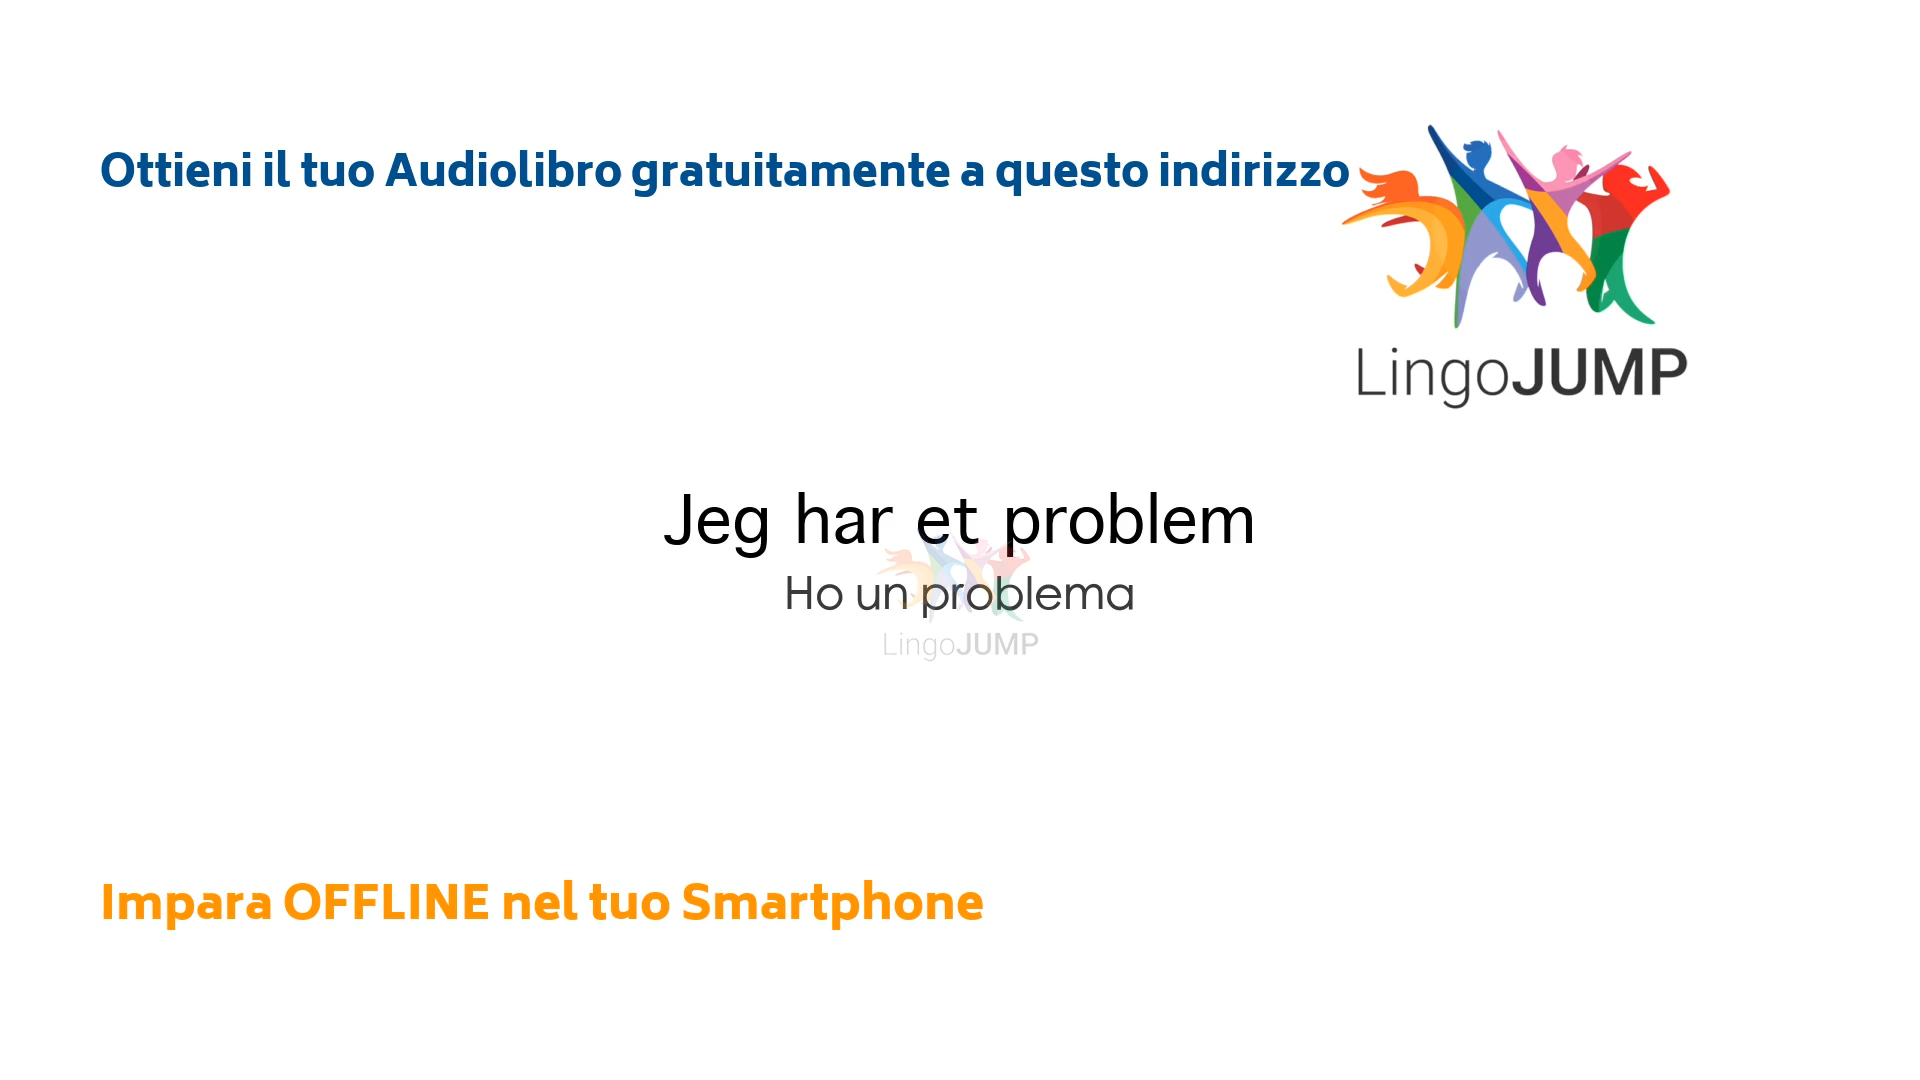 Ottieni il tuo Audiolibro gratuitamente a questo indirizzo
LingoJUMP
Jeg har et problem
Ho un problema
LingoJUMP
Impara OFFLINE nel tuo Smartphone